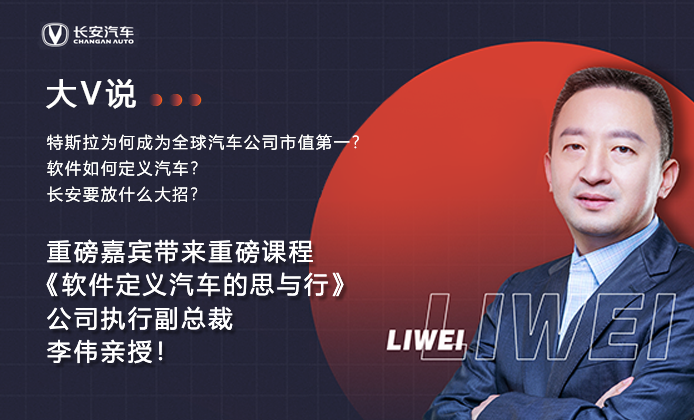 长安汽车
CHANGAN AUTO
大V说
特斯拉为何成为全球汽车公司市值第一？
软件如何定义汽车？
长安要放什么大招？
重磅嘉宾带来重磅课程
《软件定义汽车的思与行》
公司执行副总裁
李伟亲授！
LIWEI
LIWEI